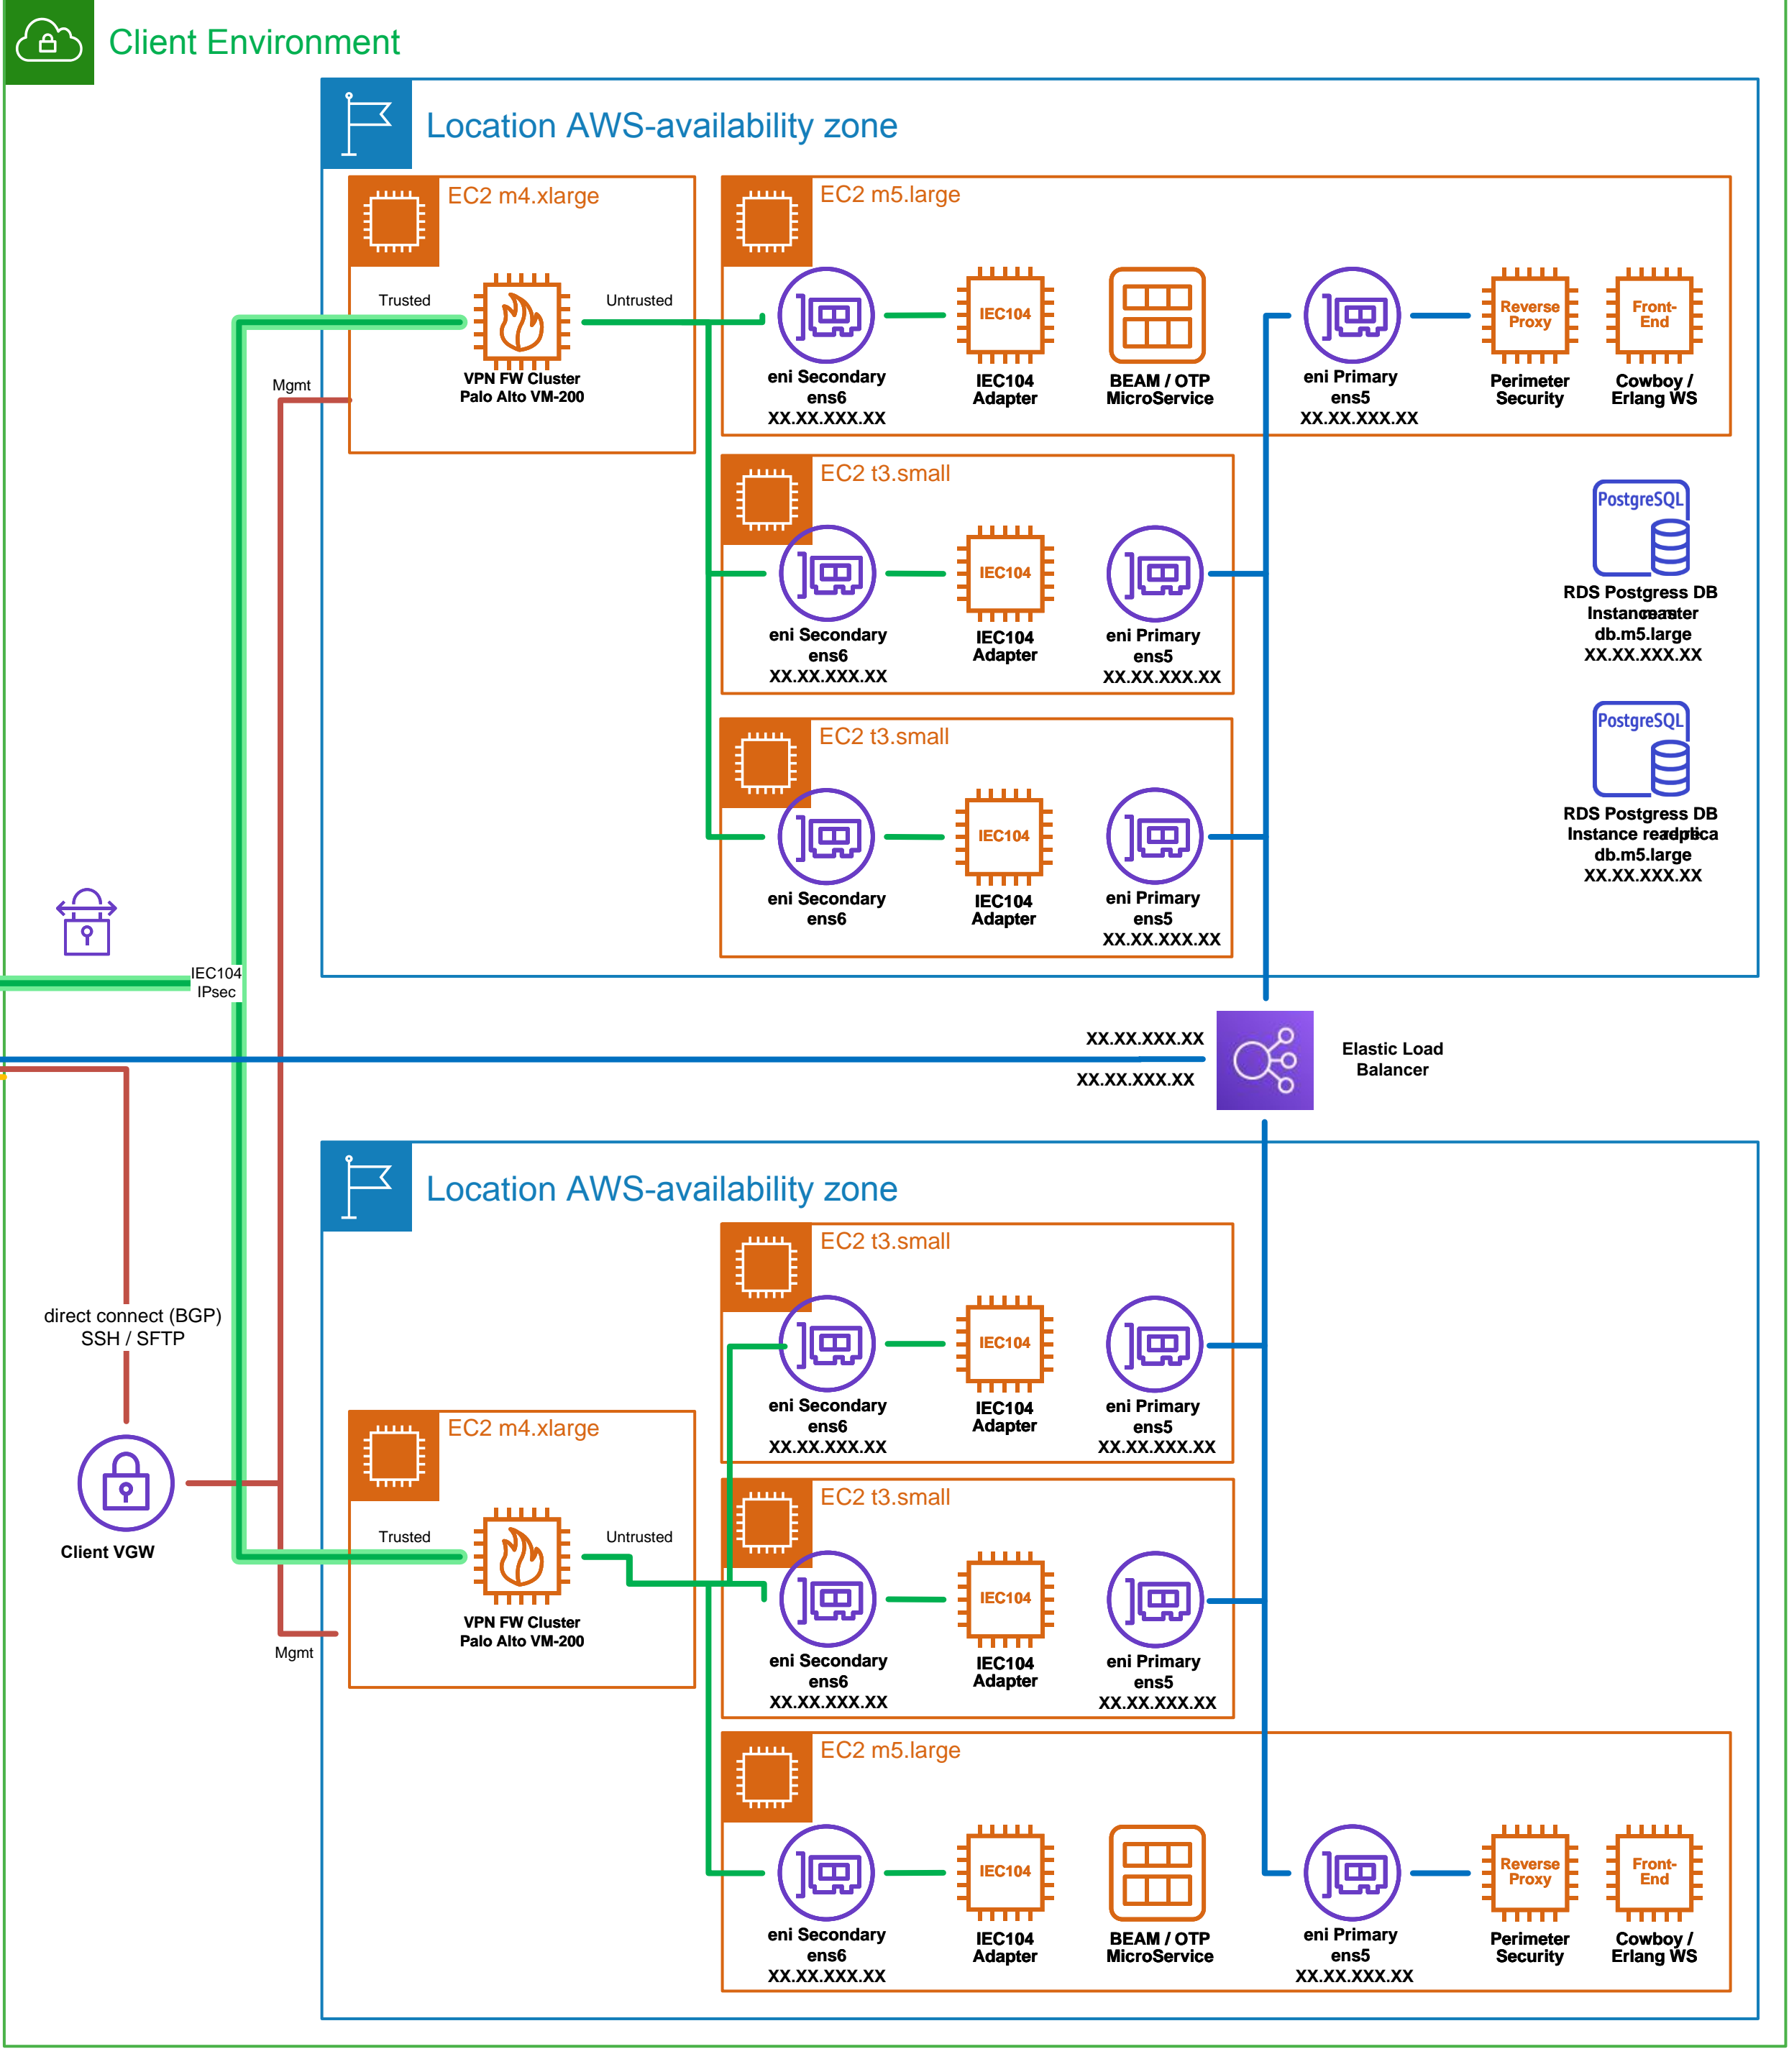 Client Environment
Location AWS-availability zone
EC2 m4.xlarge
Trusted
Untrusted
VPN FW Cluster
Palo Alto VM-200
Mgmt
EC2 m5.large
eni Secondary
ens6
XX.XX.XXX.XX
IEC104
IEC104
Adapter
BEAM / OTP
MicroService
eni Primary
ens5
XX.XX.XXX.XX
Reverse
Proxy
Perimeter
Security
Front-
End
Cowboy /
Erlang WS
EC2 t3.small
eni Secondary
ens6
XX.XX.XXX.XX
IEC104
IEC104
Adapter
eni Primary
ens5
XX.XX.XXX.XX
PostgreSQL
RDS Postgress DB
db.m5.large
XX.XX.XXX.XX
EC2 t3.small
eni Secondary
ens6
IEC104
IEC104
Adapter
eni Primary
ens5
XX.XX.XXX.XX
PostgreSQL
RDS Postgress DB
Instance
db.m5.large
XX.XX.XXX.XX
IEC104
IPsec
XX.XX.XXX.XX
XX.XX.XXX.XX
Elastic Load
Balancer
direct connect (BGP)
SSH / SFTP
Client VGW
Location AWS-availability zone
EC2 t3.small
eni Secondary
ens6
XX.XX.XXX.XX
IEC104
IEC104
Adapter
eni Primary
ens5
XX.XX.XXX.XX
EC2 m4.xlarge
Trusted
Untrusted
VPN FW Cluster
Palo Alto VM-200
Mgmt
EC2 t3.small
eni Secondary
ens6
XX.XX.XXX.XX
IEC104
IEC104
Adapter
eni Primary
ens5
XX.XX.XXX.XX
EC2 m5.large
eni Secondary
ens6
XX.XX.XXX.XX
IEC104
IEC104
Adapter
BEAM / OTP
MicroService
eni Primary
ens5
XX.XX.XXX.XX
Reverse
Proxy
Perimeter
Security
Front-
End
Cowboy /
Erlang WS